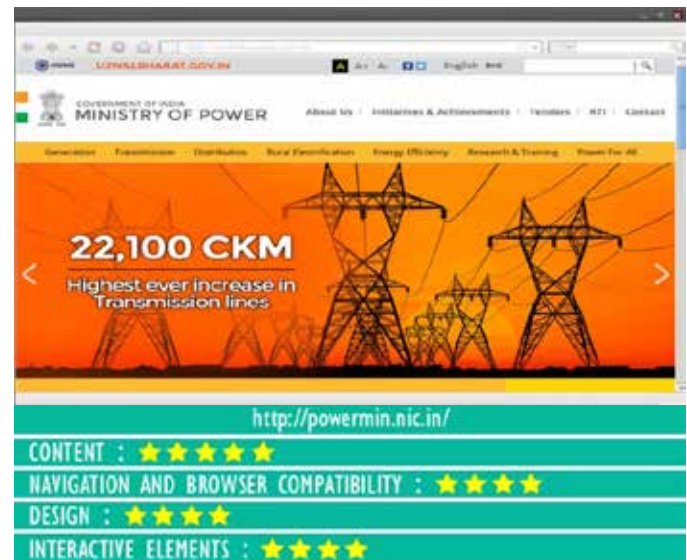 HOME UJWALBHARAT.GOV.IN A A+ A- English
GOVERNMENT OF INDIA
MINISTRY OF POWER
About Us Initiatives & Achievements Tenders RTI Contact
Generation Transmission Distribution Rural Electrification Energy Efficiency Research & Training Power For All
22,100 CKM
Highest ever increase in
Transmission lines
http://powermin.nic.in/
CONTENT :
NAVIGATION AND BROWSER COMPATIBILITY :
DESIGN :
INTERACTIVE ELEMENTS :